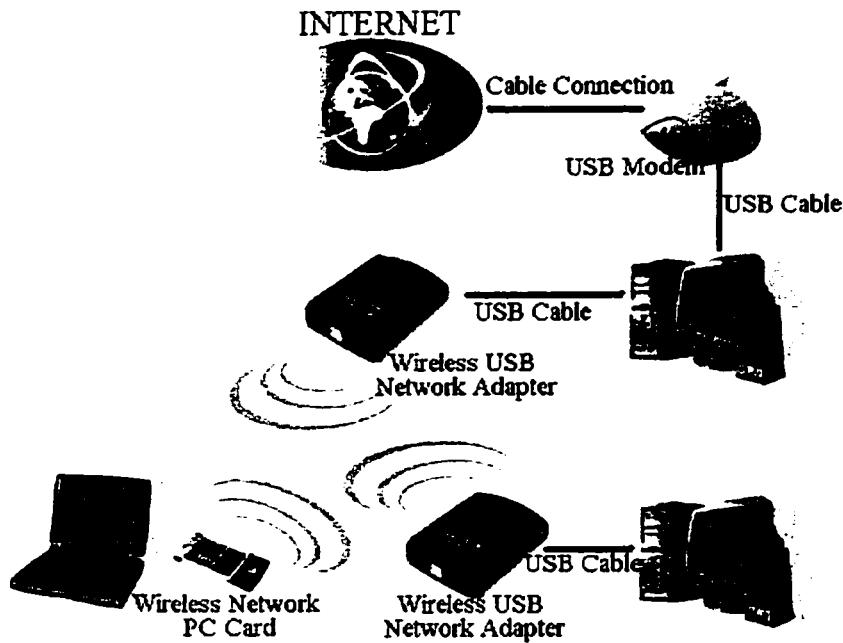 INTERNET
Cable Connection
USB Modem
USB Cable
USB Cable
Wireless USB
Network Adapter
USB Cable
Wireless Network
PC Card
Wireless USB
Network Adapter